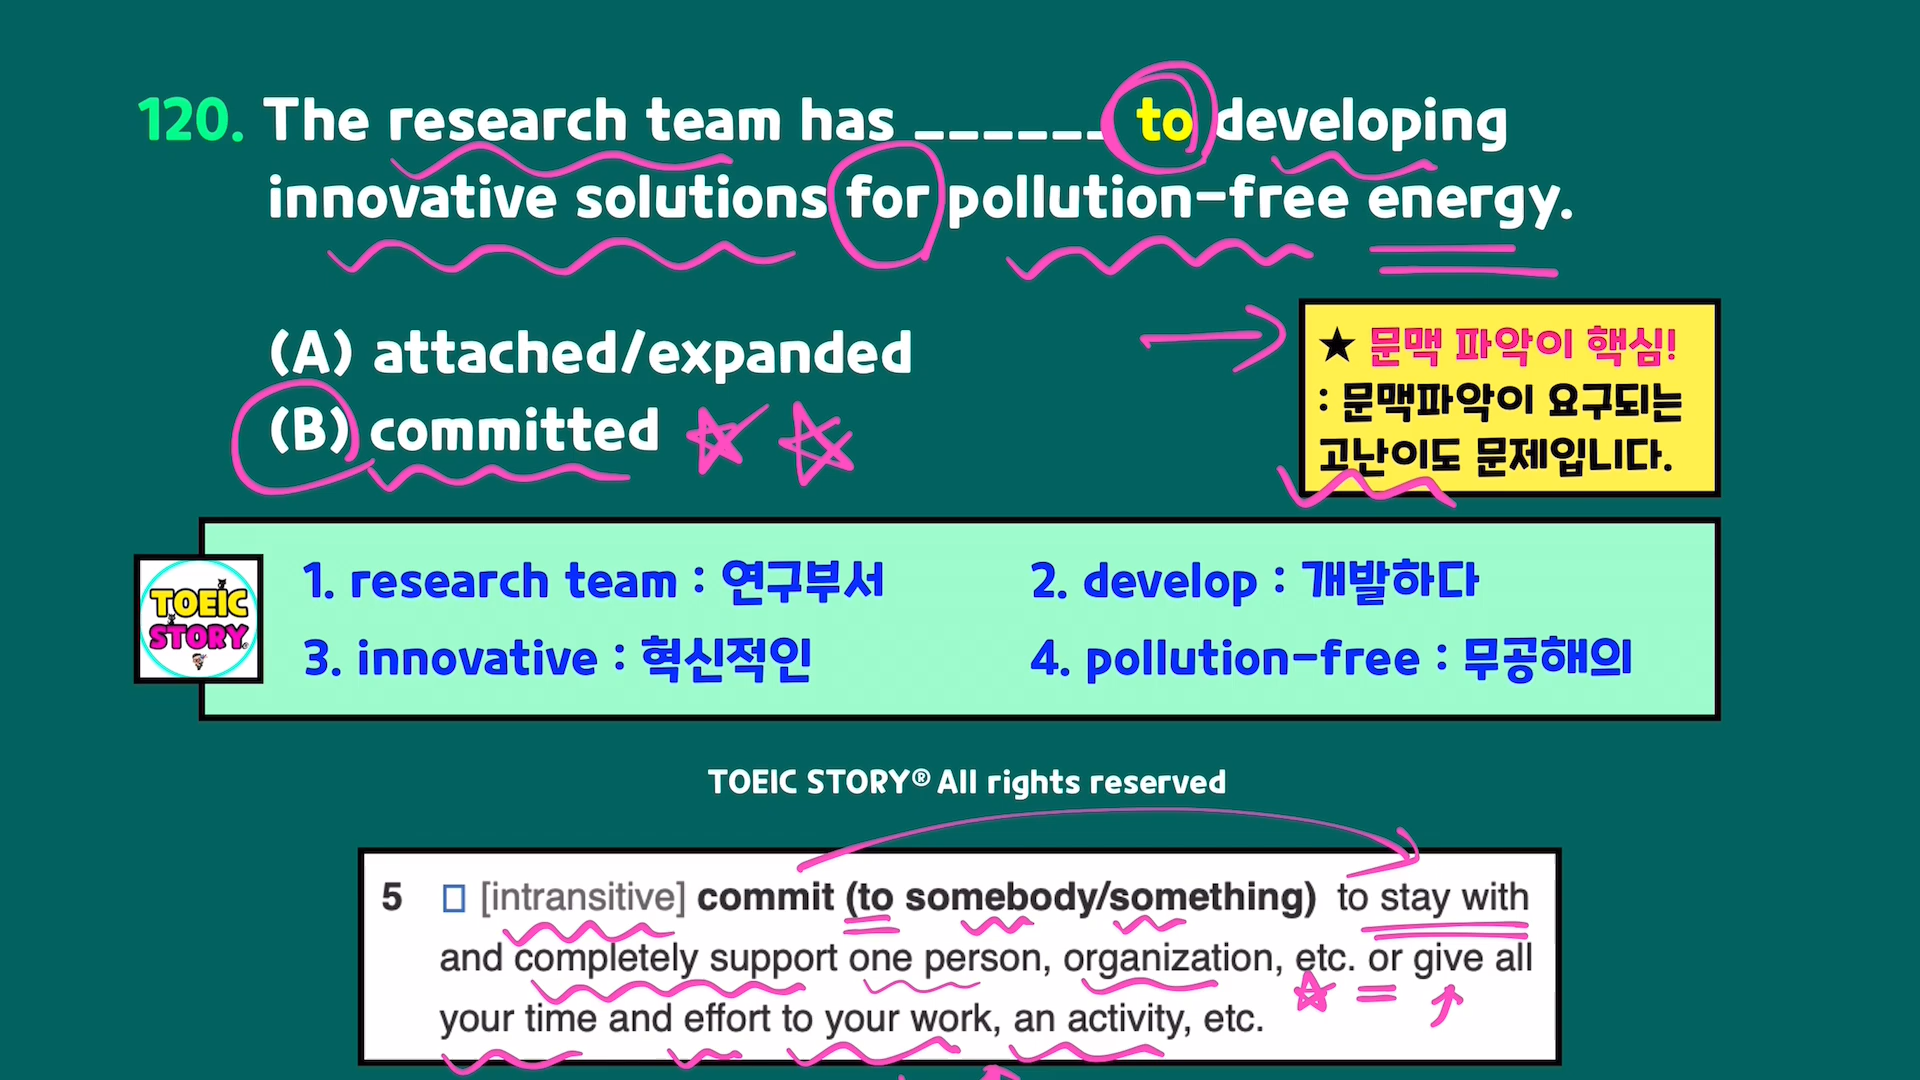 120. The research team has ______ to developing
innovative solutions for pollution-free energy.
(A) attached/expanded
(B) committed
★ 문맥 파악이 핵심!
: 문맥파악이 요구되는
고난이도 문제입니다.
1. research team : 연구부서
2. develop : 개발하다
3. innovative : 혁신적인
4. pollution-free : 무공해의
TOEIC
STORY
TOEIC STORY® All rights reserved
5 [intransitive] commit (to somebody/something) to stay with
and completely support one person, organization, etc. or give all
your time and effort to your work, an activity, etc.